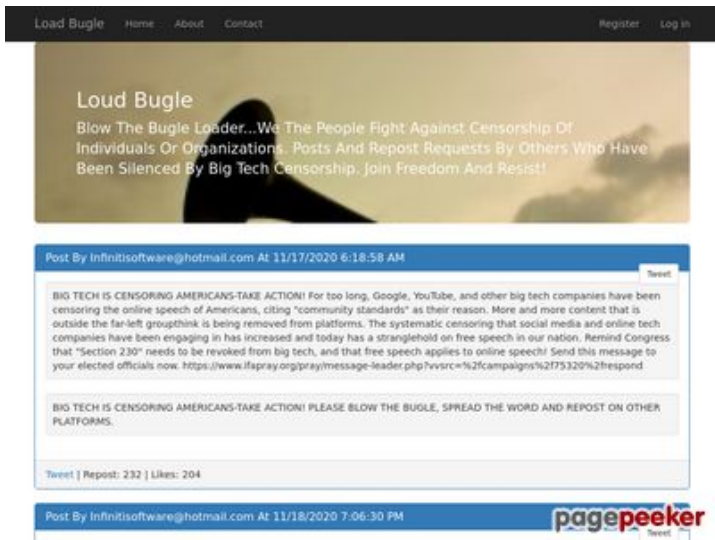 Load Bugle Home About Contact Register Log in
Loud Bugle
Blow The Bugle Loader...We The People Fight Against Censorship Of
Individuals Or Organizations. Posts And Repost Requests By Others Who Have
Been Silenced By Big Tech Censorship. Join Freedom And Resist!
Post By Infinitisoftware@hotmail.com At 11/17/2020 6:18:58 AM
Tweet
BIG TECH IS CENSORING AMERICANS-TAKE ACTION! For too long, Google, YouTube, and other big tech companies have been
censoring the online speech of Americans, citing "community standards" as their reason. More and more content that is
outside the far-left groupthink is being removed from platforms. The systematic censoring that social media and online tech
companies have been engaging in has increased and today has a stranglehold on free speech in our nation. Remind Congress
that "Section 230" needs to be revoked from big tech, and that free speech applies to online speech! Send this message to
your elected officials now. https://www.ifapray.org/pray/message-leader.php?vvsrc=%2fcampaigns%2f75320%2frespond
BIG TECH IS CENSORING AMERICANS-TAKE ACTION! PLEASE BLOW THE BUGLE, SPREAD THE WORD AND REPOST ON OTHER
PLATFORMS.
Tweet | Repost: 232 | Likes: 204
Post By Infinitisoftware@hotmail.com At 11/18/2020 7:06:30 PM
pagepeeker
Tweet